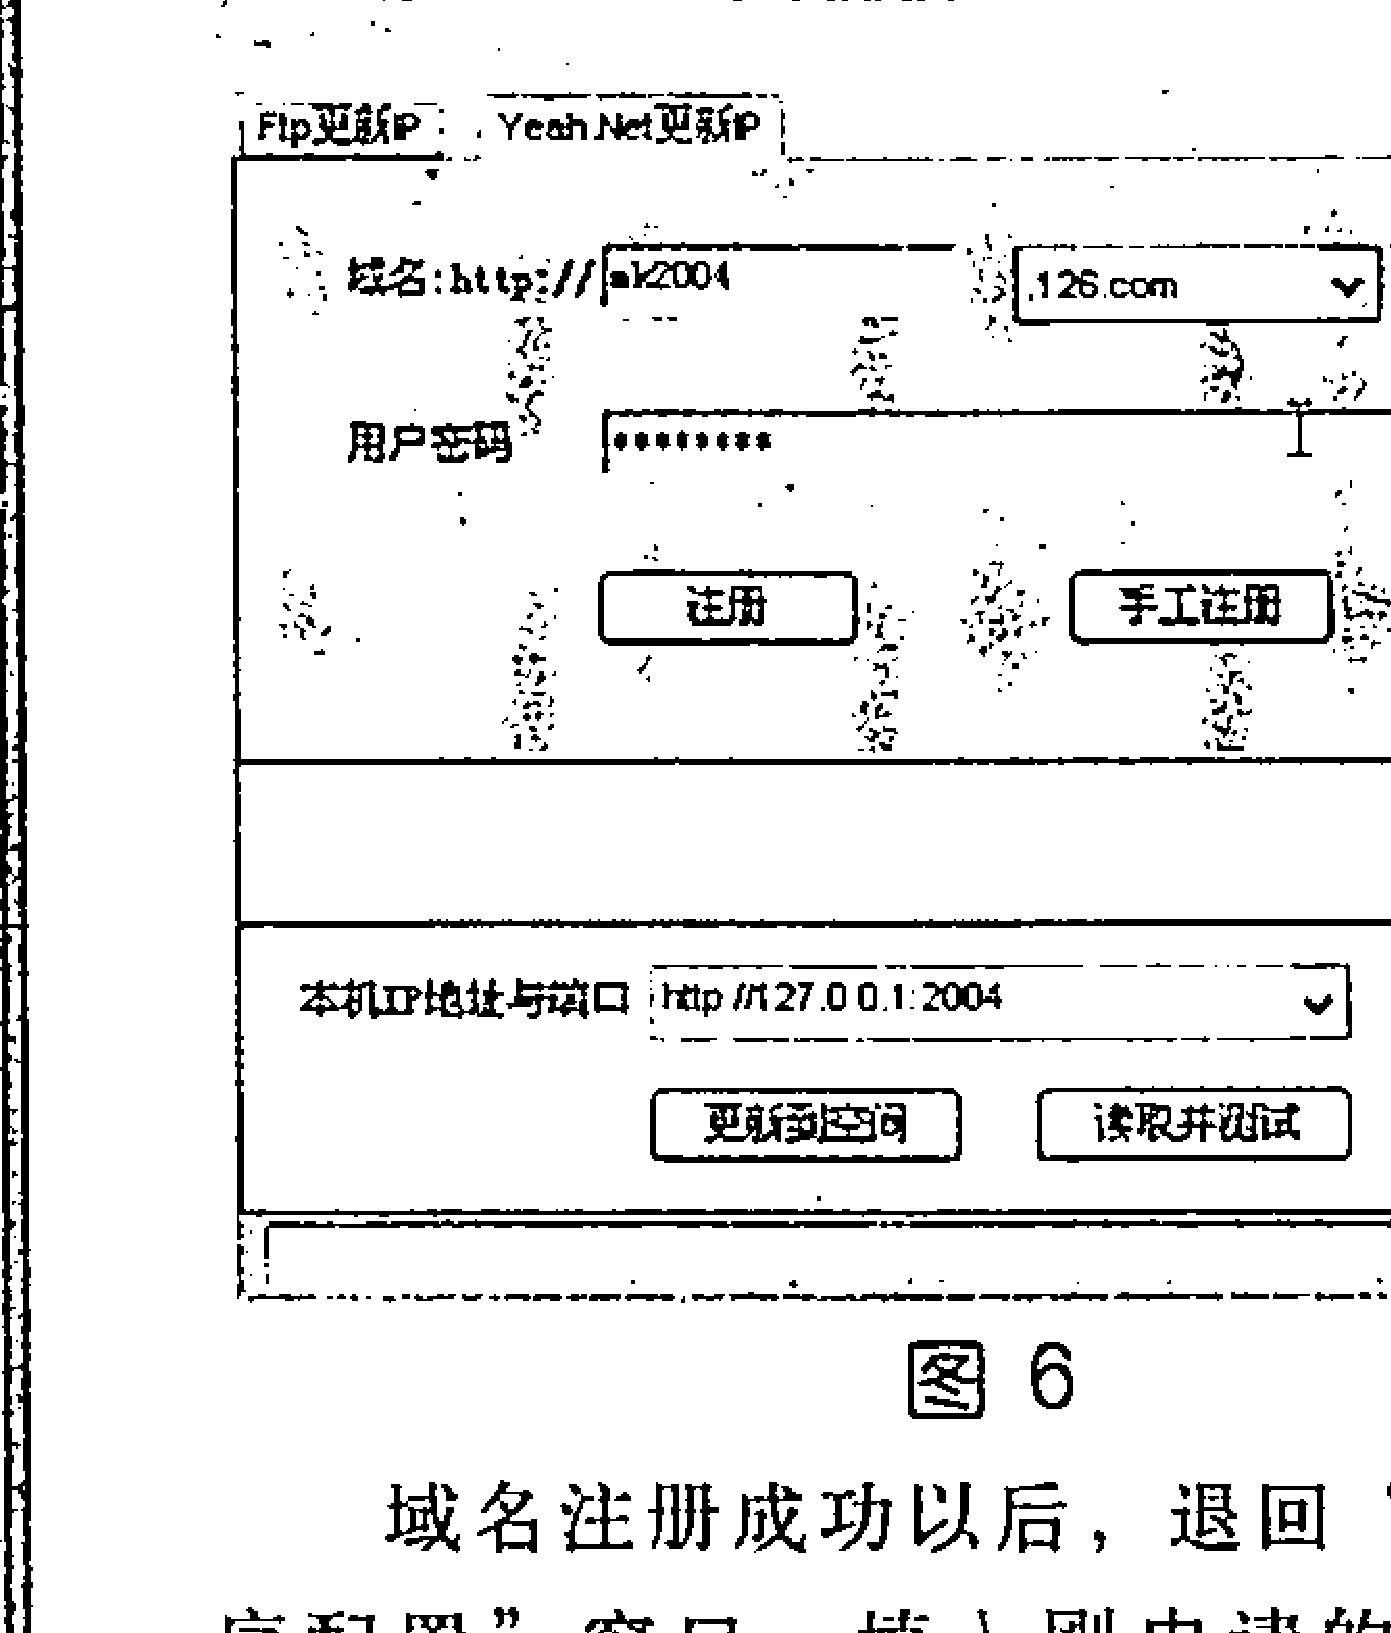 Ftp更新IP Yeah.Net更新IP
域名:http:// ak2004 .126.com
用户密码 ********
注册 手工注册
本机IP地址与端口 http://127.0.0.1:2004
更新到空间 读取并测试
图 6
域名注册成功以后，退回“